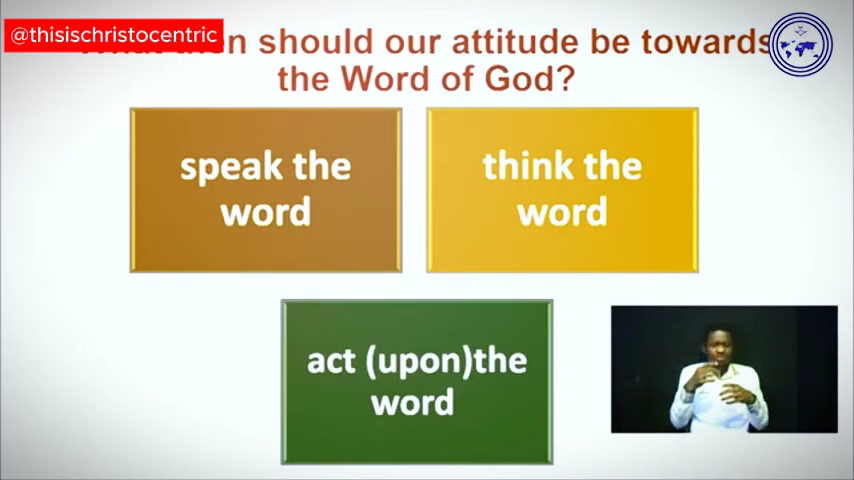 @thisischristocentric
should our attitude be towards
the Word of God?
speak the
word
think the
word
act (upon)the
word